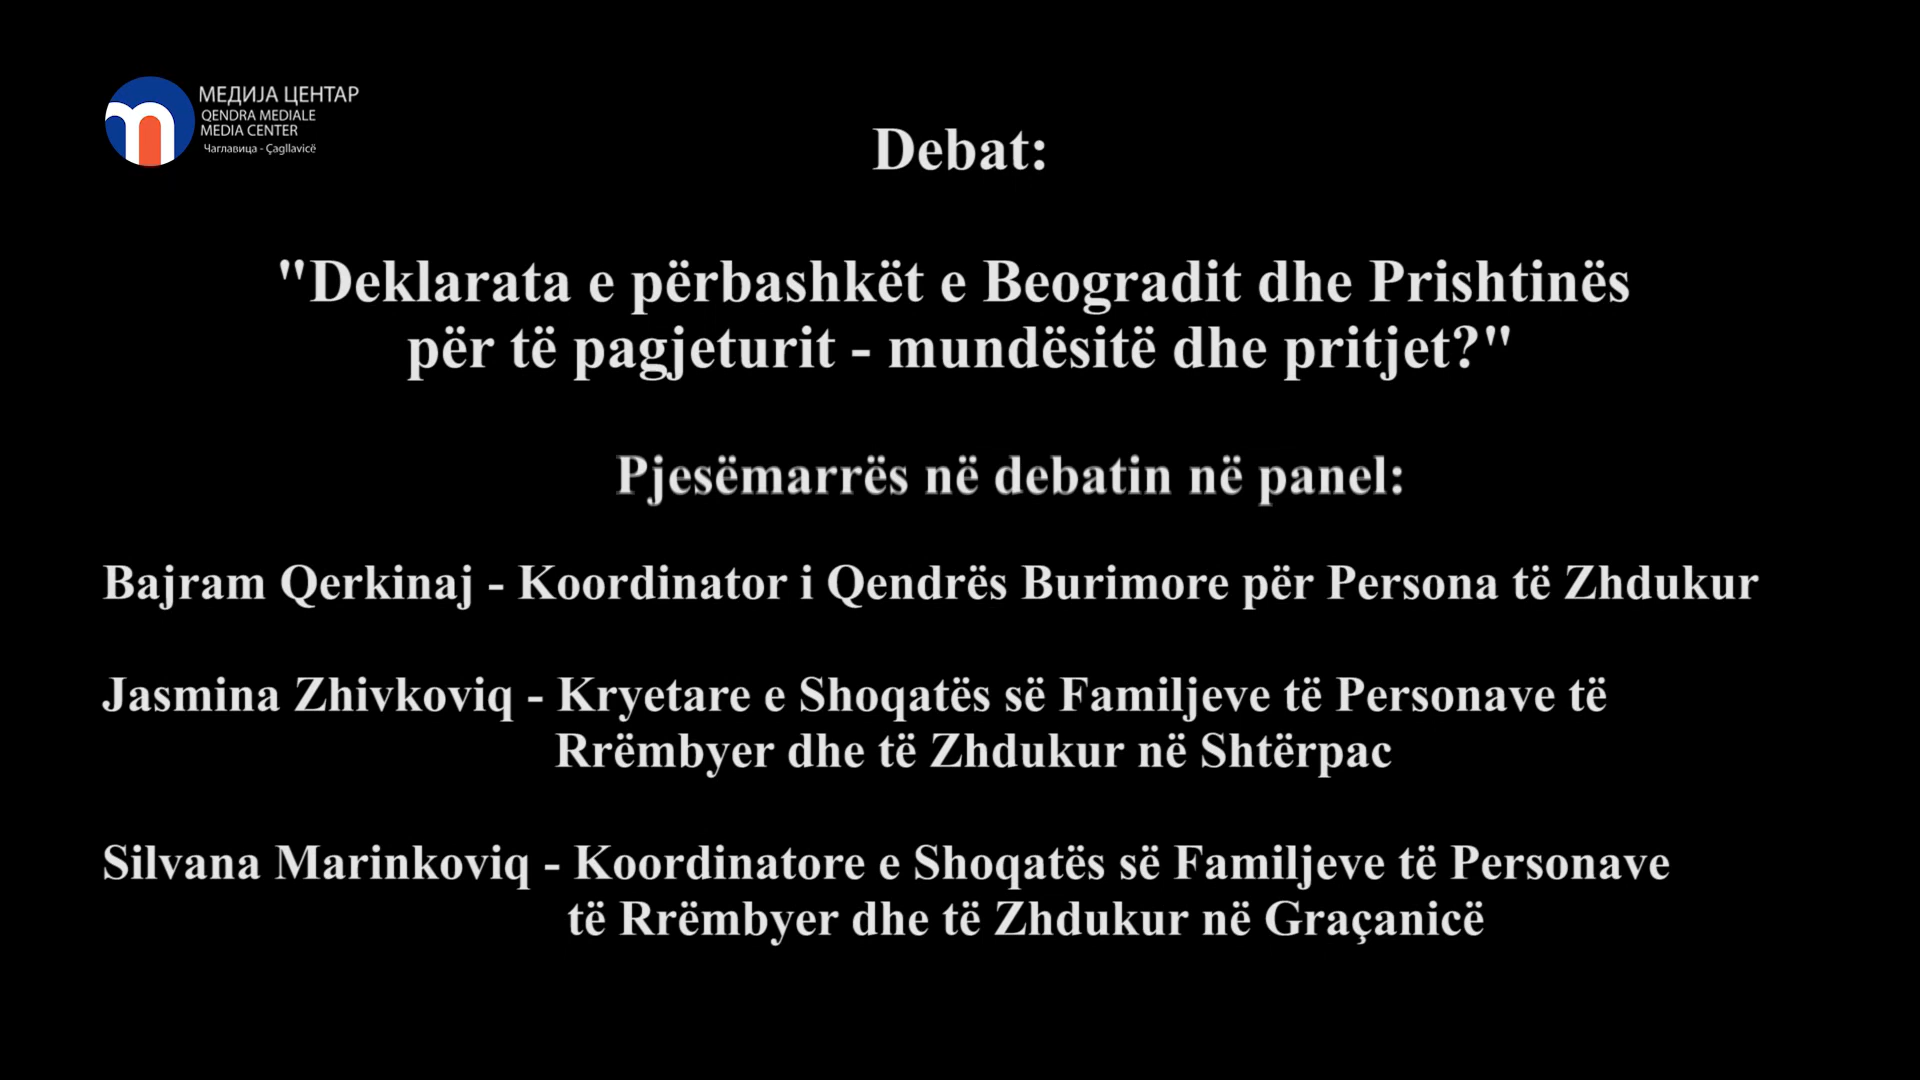 МЕДИЈА ЦЕНТАР
QENDRA MEDIALE
MEDIA CENTER
Чаглавица - Çagllavicë
Debat:
"Deklarata e përbashkët e Beogradit dhe Prishtinës
për të pagjeturit - mundësitë dhe pritjet?"
Pjesëmarrës në debatin në panel:
Bajram Qerkinaj - Koordinator i Qendrës Burimore për Persona të Zhdukur
Jasmina Zhivkoviq - Kryetare e Shoqatës së Familjeve të Personave të
Rrëmbyer dhe të Zhdukur në Shtërpac
Silvana Marinkoviq - Koordinatore e Shoqatës së Familjeve të Personave
të Rrëmbyer dhe të Zhdukur në Graçanicë